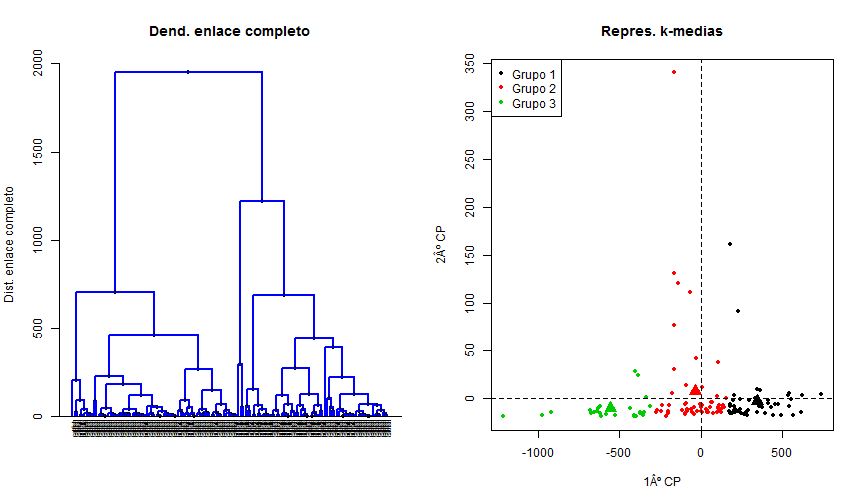 Dend. enlace completo
Dist. enlace completo
2000
1500
1000
500
0
Repres. k-medias
Grupo 1
Grupo 2
Grupo 3
2Âº CP
350
300
250
200
150
100
50
0
-1000 -500 0 500
1Âº CP